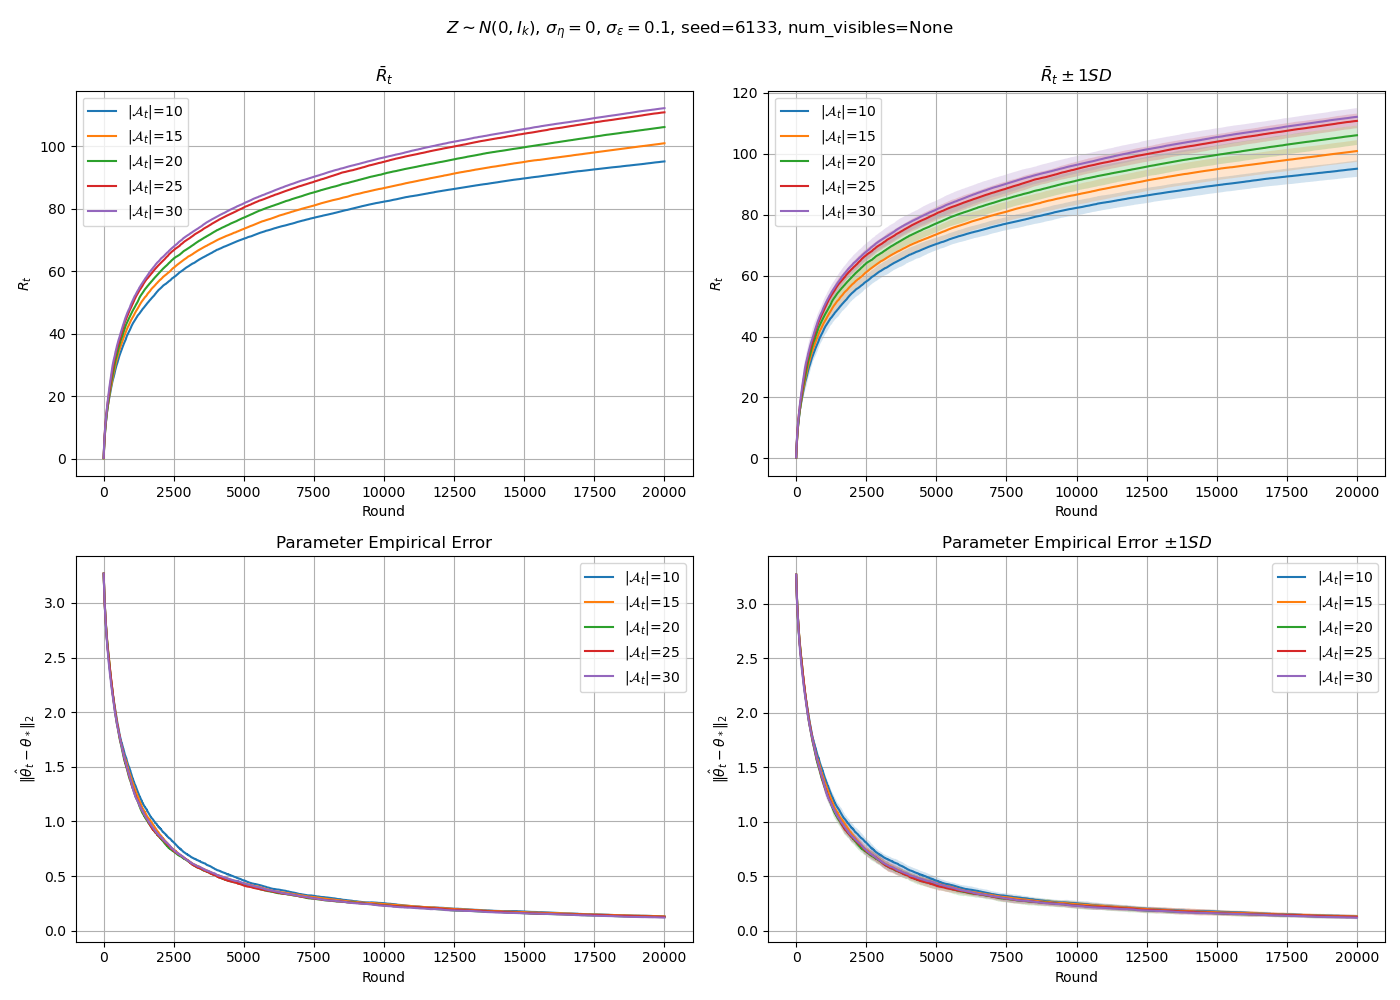 Z ∼ N(0, I_k), σ_η = 0, σ_ε = 0.1, seed=6133, num_visibles=None
R̄_t
R̄_t ± 1SD
|𝒜_t|=10
|𝒜_t|=15
|𝒜_t|=20
|𝒜_t|=25
|𝒜_t|=30
R_t
100
80
60
40
20
0
0 2500 5000 7500 10000 12500 15000 17500 20000
Round
|𝒜_t|=10
|𝒜_t|=15
|𝒜_t|=20
|𝒜_t|=25
|𝒜_t|=30
R_t
120
100
80
60
40
20
0
0 2500 5000 7500 10000 12500 15000 17500 20000
Round
Parameter Empirical Error
|𝒜_t|=10
|𝒜_t|=15
|𝒜_t|=20
|𝒜_t|=25
|𝒜_t|=30
‖θ̂_t − θ_*‖_2
3.0
2.5
2.0
1.5
1.0
0.5
0.0
0 2500 5000 7500 10000 12500 15000 17500 20000
Round
Parameter Empirical Error ±1SD
|𝒜_t|=10
|𝒜_t|=15
|𝒜_t|=20
|𝒜_t|=25
|𝒜_t|=30
‖θ̂_t − θ_*‖_2
3.0
2.5
2.0
1.5
1.0
0.5
0.0
0 2500 5000 7500 10000 12500 15000 17500 20000
Round